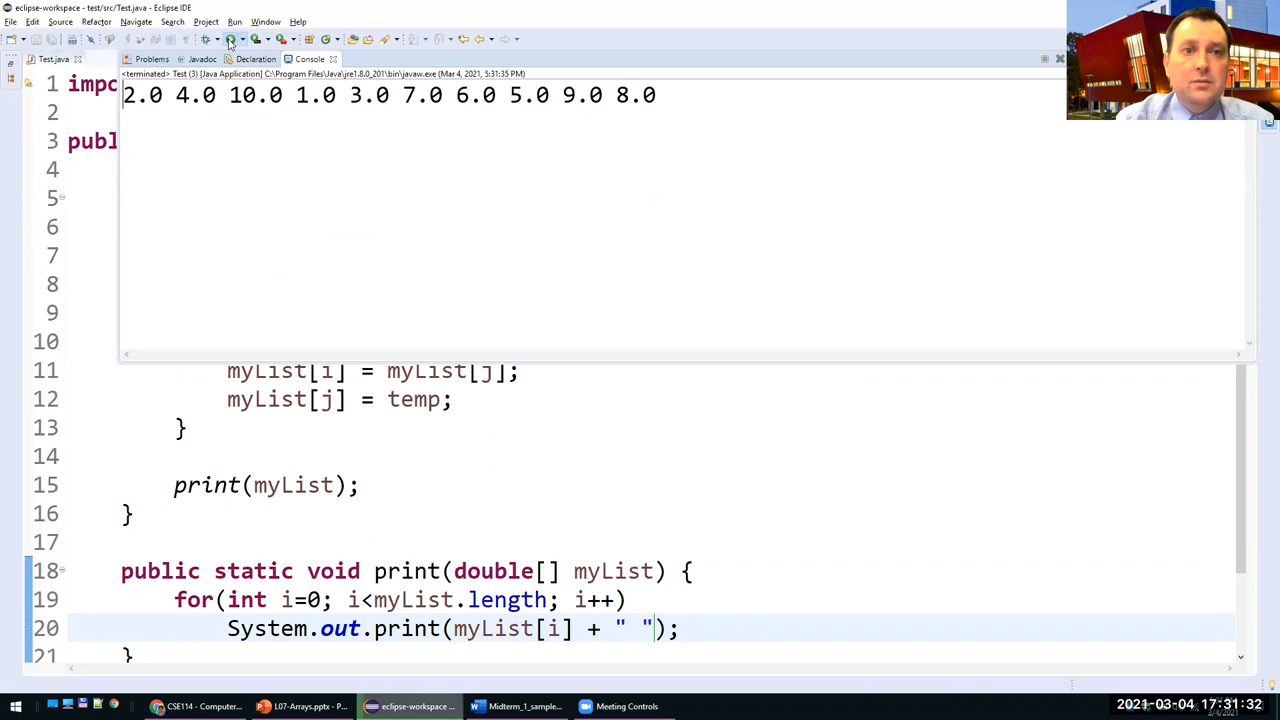 eclipse-workspace - test/src/Test.java - Eclipse IDE
File Edit Source Refactor Navigate Search Project Run Window Help
Test.java
Problems Javadoc Declaration Console
<terminated> Test (3) [Java Application] C:\Program Files\Java\jre1.8.0_201\bin\javaw.exe (Mar 4, 2021, 5:31:35 PM)
2.0 4.0 10.0 1.0 3.0 7.0 6.0 5.0 9.0 8.0
1 impo
2
3 publ
4
5
6
7
8
9
10
11 myList[i] = myList[j];
12 myList[j] = temp;
13 }
14
15 print(myList);
16 }
17
18 public static void print(double[] myList) {
19 for(int i=0; i<myList.length; i++)
20 System.out.print(myList[i] + " ");
21 }
CSE114 - Computer... L07-Arrays.pptx - P... eclipse-workspace ... Midterm_1_sample... Meeting Controls
2021-03-04 17:31:32
3/4/2021